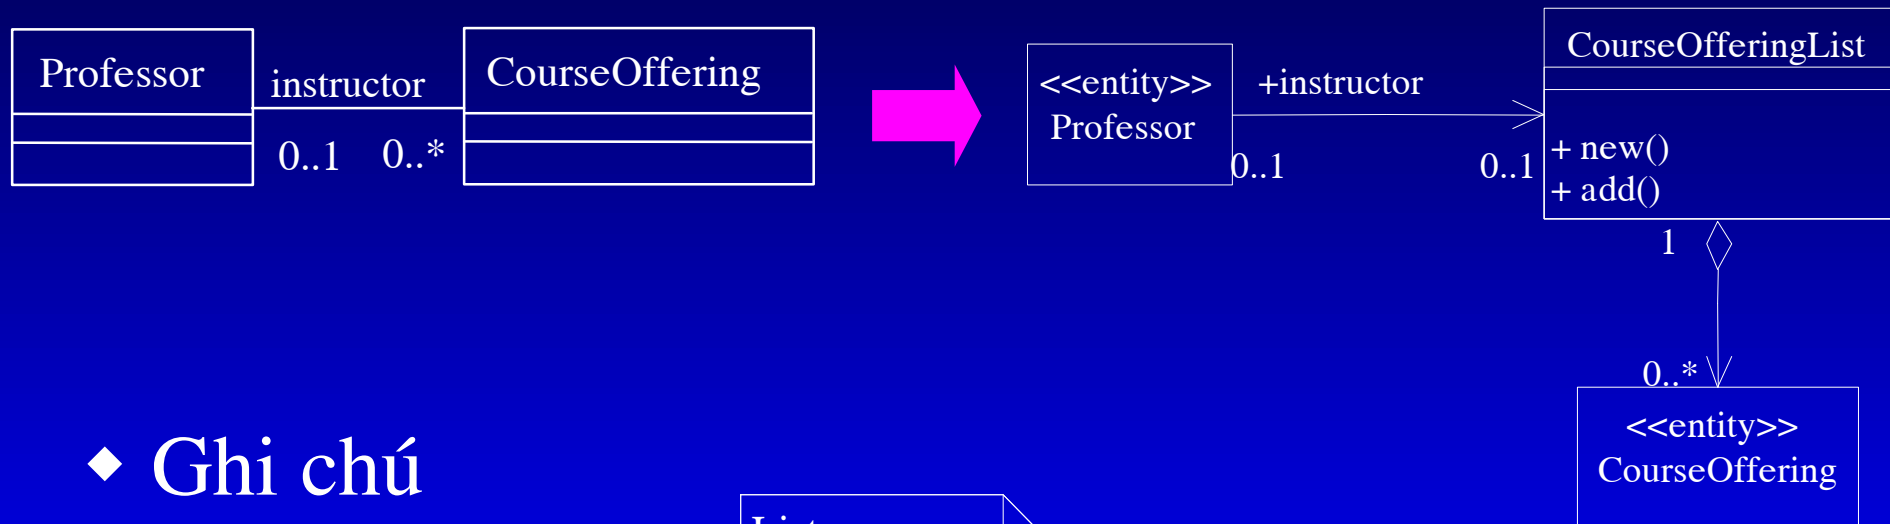 Professor
instructor
0..1
0..*
CourseOffering
<<entity>>
Professor
+instructor
0..1
0..1
CourseOfferingList
+ new()
+ add()
1
0..*
<<entity>>
CourseOffering
Ghi chú
List